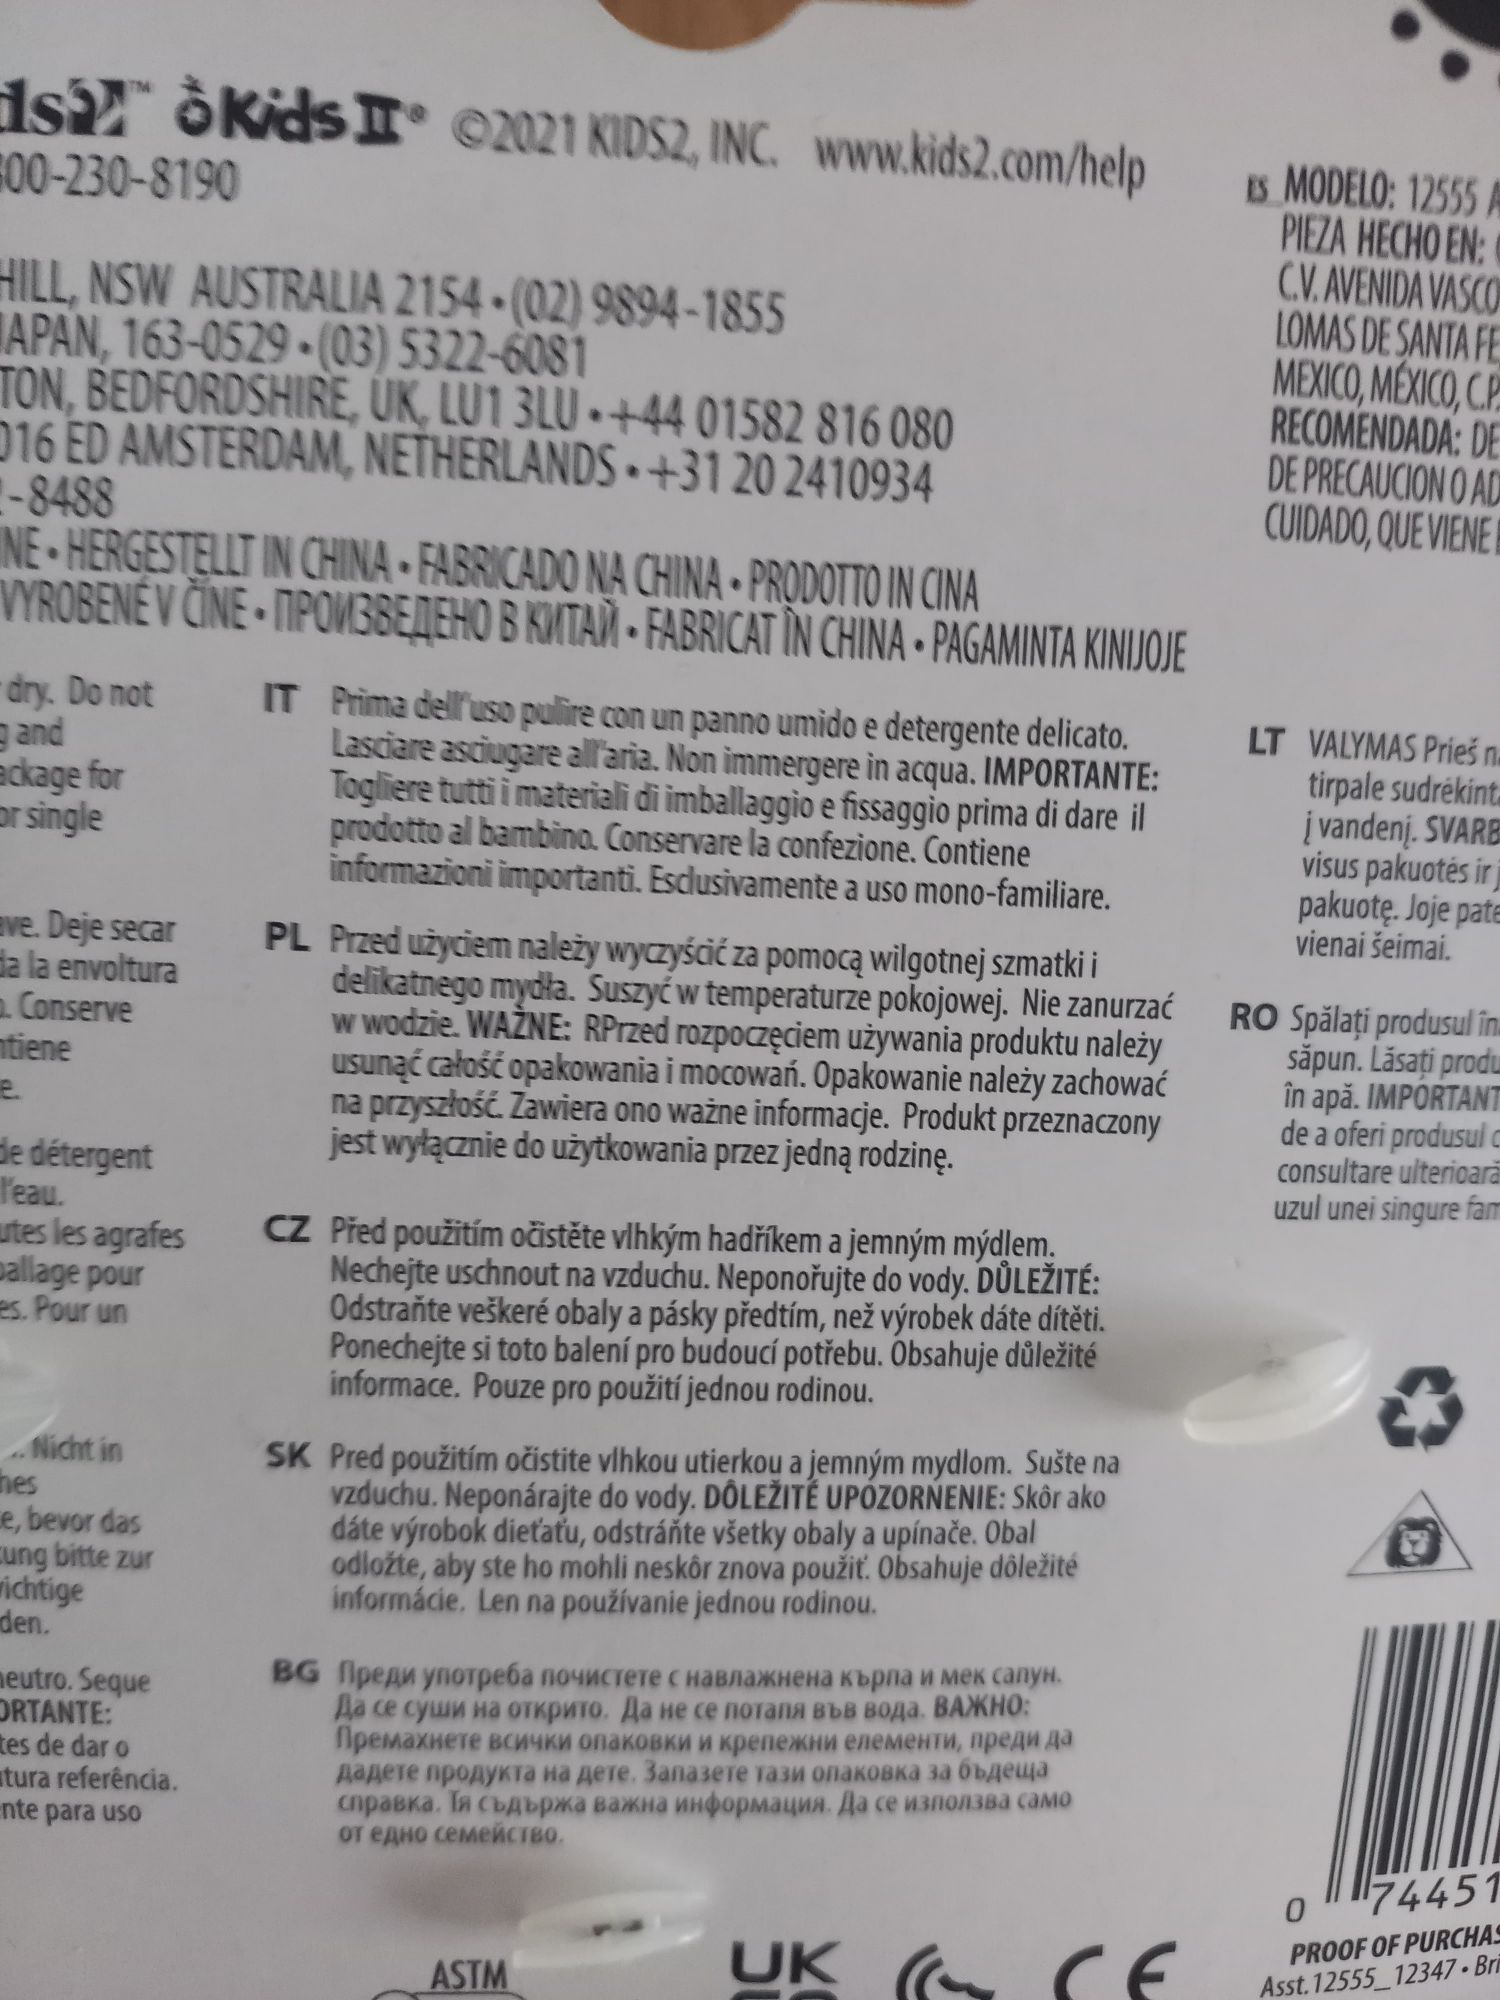 Kids II® ©2021 KIDS2, INC. www.kids2.com/help
00-230-8190
HILL, NSW AUSTRALIA 2154 • (02) 9894-1855
JAPAN, 163-0529 • (03) 5322-6081
TON, BEDFORDSHIRE, UK, LU1 3LU • +44 01582 816 080
016 ED AMSTERDAM, NETHERLANDS • +31 20 2410934
-8488
INE • HERGESTELLT IN CHINA • FABRICADO NA CHINA • PRODOTTO IN CINA
VYROBENÉ V ČÍNE • ПРОИЗВЕДЕНО В КИТАЙ • FABRICAT ÎN CHINA • PAGAMINTA KINIJOJE
dry. Do not
and
ackage for
or single
ave. Deje secar
da la envoltura
. Conserve
ntiene
e.
de détergent
l'eau.
utes les agrafes
ballage pour
es. Pour un
Nicht in
hes
e, bevor das
kung bitte zur
wichtige
den.
neutro. Seque
ORTANTE:
tes de dar o
utura referência.
nte para uso
IT Prima dell'uso pulire con un panno umido e detergente delicato.
Lasciare asciugare all'aria. Non immergere in acqua. IMPORTANTE:
Togliere tutti i materiali di imballaggio e fissaggio prima di dare il
prodotto al bambino. Conservare la confezione. Contiene
informazioni importanti. Esclusivamente a uso mono-familiare.
PL Przed użyciem należy wyczyścić za pomocą wilgotnej szmatki i
delikatnego mydła. Suszyć w temperaturze pokojowej. Nie zanurzać
w wodzie. WAŻNE: RPrzed rozpoczęciem używania produktu należy
usunąć całość opakowania i mocowań. Opakowanie należy zachować
na przyszłość. Zawiera ono ważne informacje. Produkt przeznaczony
jest wyłącznie do użytkowania przez jedną rodzinę.
CZ Před použitím očistěte vlhkým hadříkem a jemným mýdlem.
Nechejte uschnout na vzduchu. Neponořujte do vody. DŮLEŽITÉ:
Odstraňte veškeré obaly a pásky předtím, než výrobek dáte dítěti.
Ponechejte si toto balení pro budoucí potřebu. Obsahuje důležité
informace. Pouze pro použití jednou rodinou.
SK Pred použitím očistite vlhkou utierkou a jemným mydlom. Sušte na
vzduchu. Neponárajte do vody. DÔLEŽITÉ UPOZORNENIE: Skôr ako
dáte výrobok dieťaťu, odstráňte všetky obaly a upínače. Obal
odložte, aby ste ho mohli neskôr znova použiť. Obsahuje dôležité
informácie. Len na používanie jednou rodinou.
BG Преди употреба почистете с навлажнена кърпа и мек сапун.
Да се суши на открито. Да не се потапя във вода. ВАЖНО:
Премахнете всички опаковки и крепежни елементи, преди да
дадете продукта на дете. Запазете тази опаковка за бъдеща
справка. Тя съдържа важна информация. Да се използва само
от едно семейство.
ES MODELO: 12555 A
PIEZA HECHO EN:
C.V. AVENIDA VASCO
LOMAS DE SANTA FE
MEXICO, MÉXICO, C.P.
RECOMENDADA: DE
DE PRECAUCION O AD
CUIDADO, QUE VIENE
LT VALYMAS Prieš na
tirpale sudrėkint
į vandenį. SVARB
visus pakuotės ir
pakuotę. Joje pate
vienai šeimai.
RO Spălați produsul în
săpun. Lăsați produ
în apă. IMPORTANT
de a oferi produsul
consultare ulterioară
uzul unei singure fam
0 74451
PROOF OF PURCHAS
Asst.12555_12347 • Bri
ASTM
UK
CE